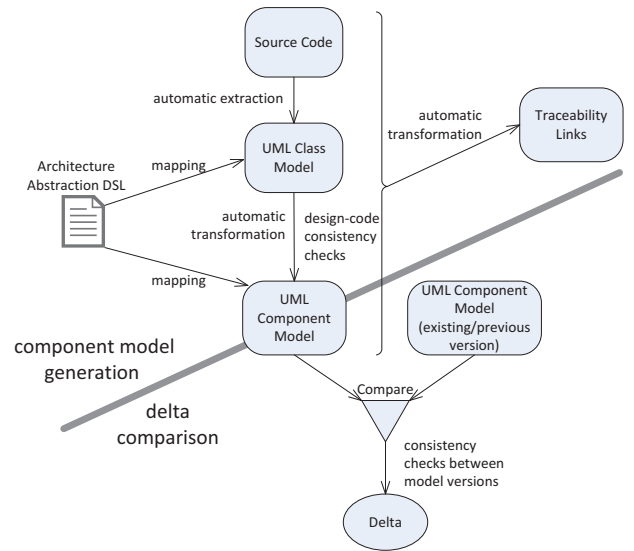 Source Code
automatic extraction
UML Class
Model
automatic
transformation
Traceability
Links
Architecture
Abstraction DSL
mapping
automatic
transformation
design-code
consistency
checks
mapping
UML
Component
Model
UML Component
Model
(existing/previous
version)
component model
generation
delta
comparison
Compare
consistency
checks between
model versions
Delta